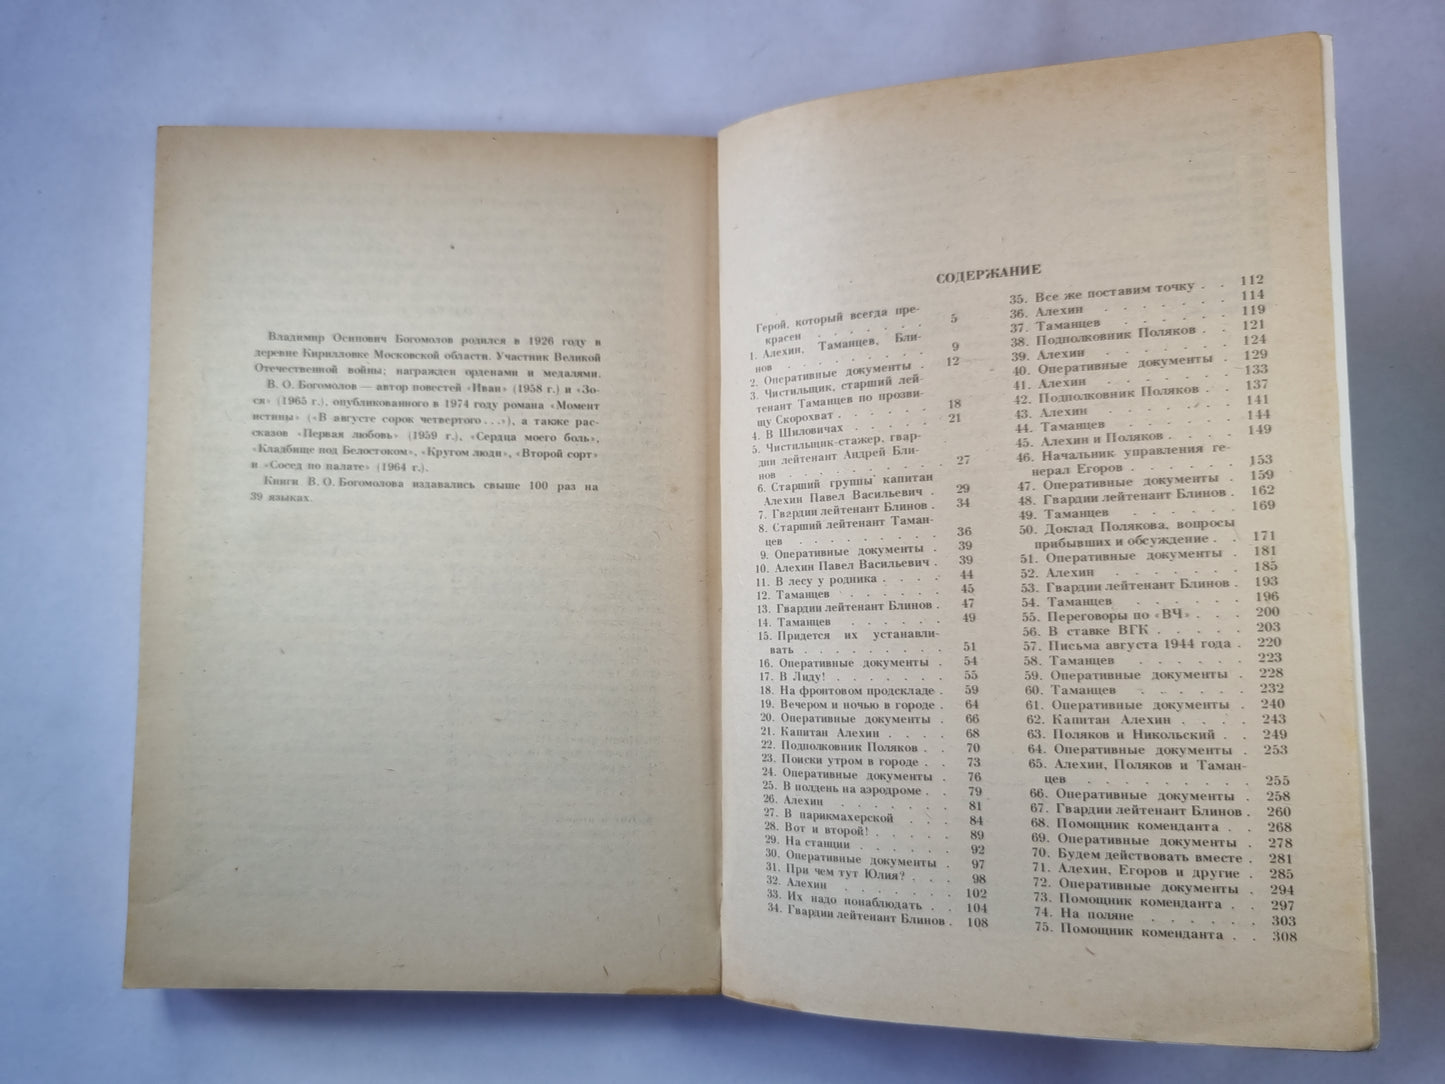 Владимир Осипович Богомолов родился в 1926 году в
деревне Кирилловке Московской области. Участник Великой
Отечественной войны; награжден орденами и медалями.
В. О. Богомолов — автор повестей «Иван» (1958 г.) и «Зо-
ся» (1965 г.), опубликованного в 1974 году романа «Момент
истины» («В августе сорок четвертого...»), а также рас-
сказов «Первая любовь» (1959 г.), «Сердца моего боль»,
«Кладбище под Белостоком», «Кругом люди», «Второй сорт»
и «Сосед по палате» (1964 г.).
Книги В. О. Богомолова издавались свыше 100 раз на
39 языках.
СОДЕРЖАНИЕ
Герой, который всегда пре-
красен . . . . . . . 5
1. Алехин, Таманцев, Бли-
нов . . . . . . . . 9
2. Оперативные документы . 12
3. Чистильщик, старший лей-
тенант Таманцев по прозви-
щу Скорохват . . . . . 18
4. В Шиловичах . . . . . 21
5. Чистильщик-стажер, гвар-
дии лейтенант Андрей Бли-
нов . . . . . . . . 27
6. Старший группы капитан
Алехин Павел Васильевич . 29
7. Гвардии лейтенант Блинов . 34
8. Старший лейтенант Таман-
цев . . . . . . . . 36
9. Оперативные документы . 39
10. Алехин Павел Васильевич . 39
11. В лесу у родника . . . . 44
12. Таманцев . . . . . . 45
13. Гвардии лейтенант Блинов . 47
14. Таманцев . . . . . . 49
15. Придется их устанавли-
вать . . . . . . . . 51
16. Оперативные документы . 54
17. В Лиду! . . . . . . . 55
18. На фронтовом продскладе . 59
19. Вечером и ночью в городе . 64
20. Оперативные документы . 66
21. Капитан Алехин . . . . 68
22. Подполковник Поляков . . 70
23. Поиски утром в городе . . 73
24. Оперативные документы . 76
25. В полдень на аэродроме . . 79
26. Алехин . . . . . . . 81
27. В парикмахерской . . . 84
28. Вот и второй! . . . . . 89
29. На станции . . . . . . 92
30. Оперативные документы . 97
31. При чем тут Юлия? . . . 98
32. Алехин . . . . . . . 102
33. Их надо понаблюдать . . 104
34. Гвардии лейтенант Блинов . 108
35. Все же поставим точку . . 112
36. Алехин . . . . . . . 114
37. Таманцев . . . . . . 119
38. Подполковник Поляков . . 121
39. Алехин . . . . . . . 124
40. Оперативные документы . 129
41. Алехин . . . . . . . 133
42. Подполковник Поляков . . 137
43. Алехин . . . . . . . 141
44. Таманцев . . . . . . 144
45. Алехин и Поляков . . . . 149
46. Начальник управления ге-
нерал Егоров . . . . . 153
47. Оперативные документы . 159
48. Гвардии лейтенант Блинов . 162
49. Таманцев . . . . . . 169
50. Доклад Полякова, вопросы
прибывших и обсуждение . . 171
51. Оперативные документы . 181
52. Алехин . . . . . . . 185
53. Гвардии лейтенант Блинов . 193
54. Таманцев . . . . . . 196
55. Переговоры по «ВЧ» . . . 200
56. В ставке ВГК . . . . . 203
57. Письма августа 1944 года . 220
58. Таманцев . . . . . . 223
59. Оперативные документы . 228
60. Таманцев . . . . . . 232
61. Оперативные документы . 240
62. Капитан Алехин . . . . 243
63. Поляков и Никольский . . 249
64. Оперативные документы . 253
65. Алехин, Поляков и Таман-
цев . . . . . . . . 255
66. Оперативные документы . 258
67. Гвардии лейтенант Блинов . 260
68. Помощник коменданта . . 268
69. Оперативные документы . 278
70. Будем действовать вместе . 281
71. Алехин, Егоров и другие . 285
72. Оперативные документы . 294
73. Помощник коменданта . . 297
74. На поляне . . . . . . 303
75. Помощник коменданта . . 308